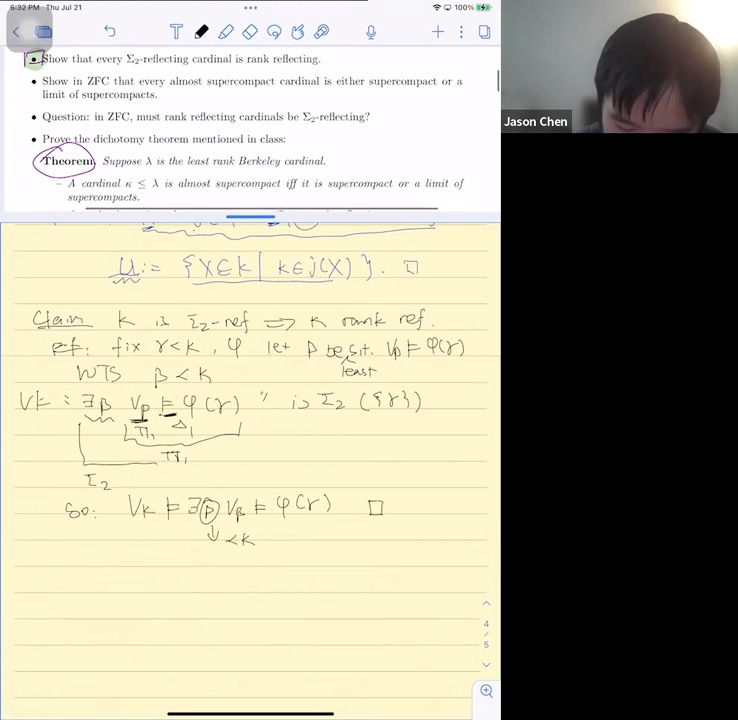 6:32 PM Thu Jul 21
100%
• Show that every Σ₂-reflecting cardinal is rank reflecting.
• Show in ZFC that every almost supercompact cardinal is either supercompact or a
limit of supercompacts.
• Question: in ZFC, must rank reflecting cardinals be Σ₂-reflecting?
• Prove the dichotomy theorem mentioned in class:
Theorem. Suppose λ is the least rank Berkeley cardinal.
– A cardinal κ ≤ λ is almost supercompact iff it is supercompact or a limit of
supercompacts.
Jason Chen
U := {X ⊆ k | k ∈ j(X)}. □
Claim k is Σ₂-ref ⟹ k rank ref.
Pf: fix γ < k, φ let β be s.t. Vβ ⊨ φ(γ)
least
WTS β < k
∃β Vβ ⊨ φ(γ) " is Σ₂ ({γ})
Π₁ Δ₁
Π₁
Σ₂
So: Vk ⊨ ∃β Vβ ⊨ φ(γ) □
↓ < k
4
/
5